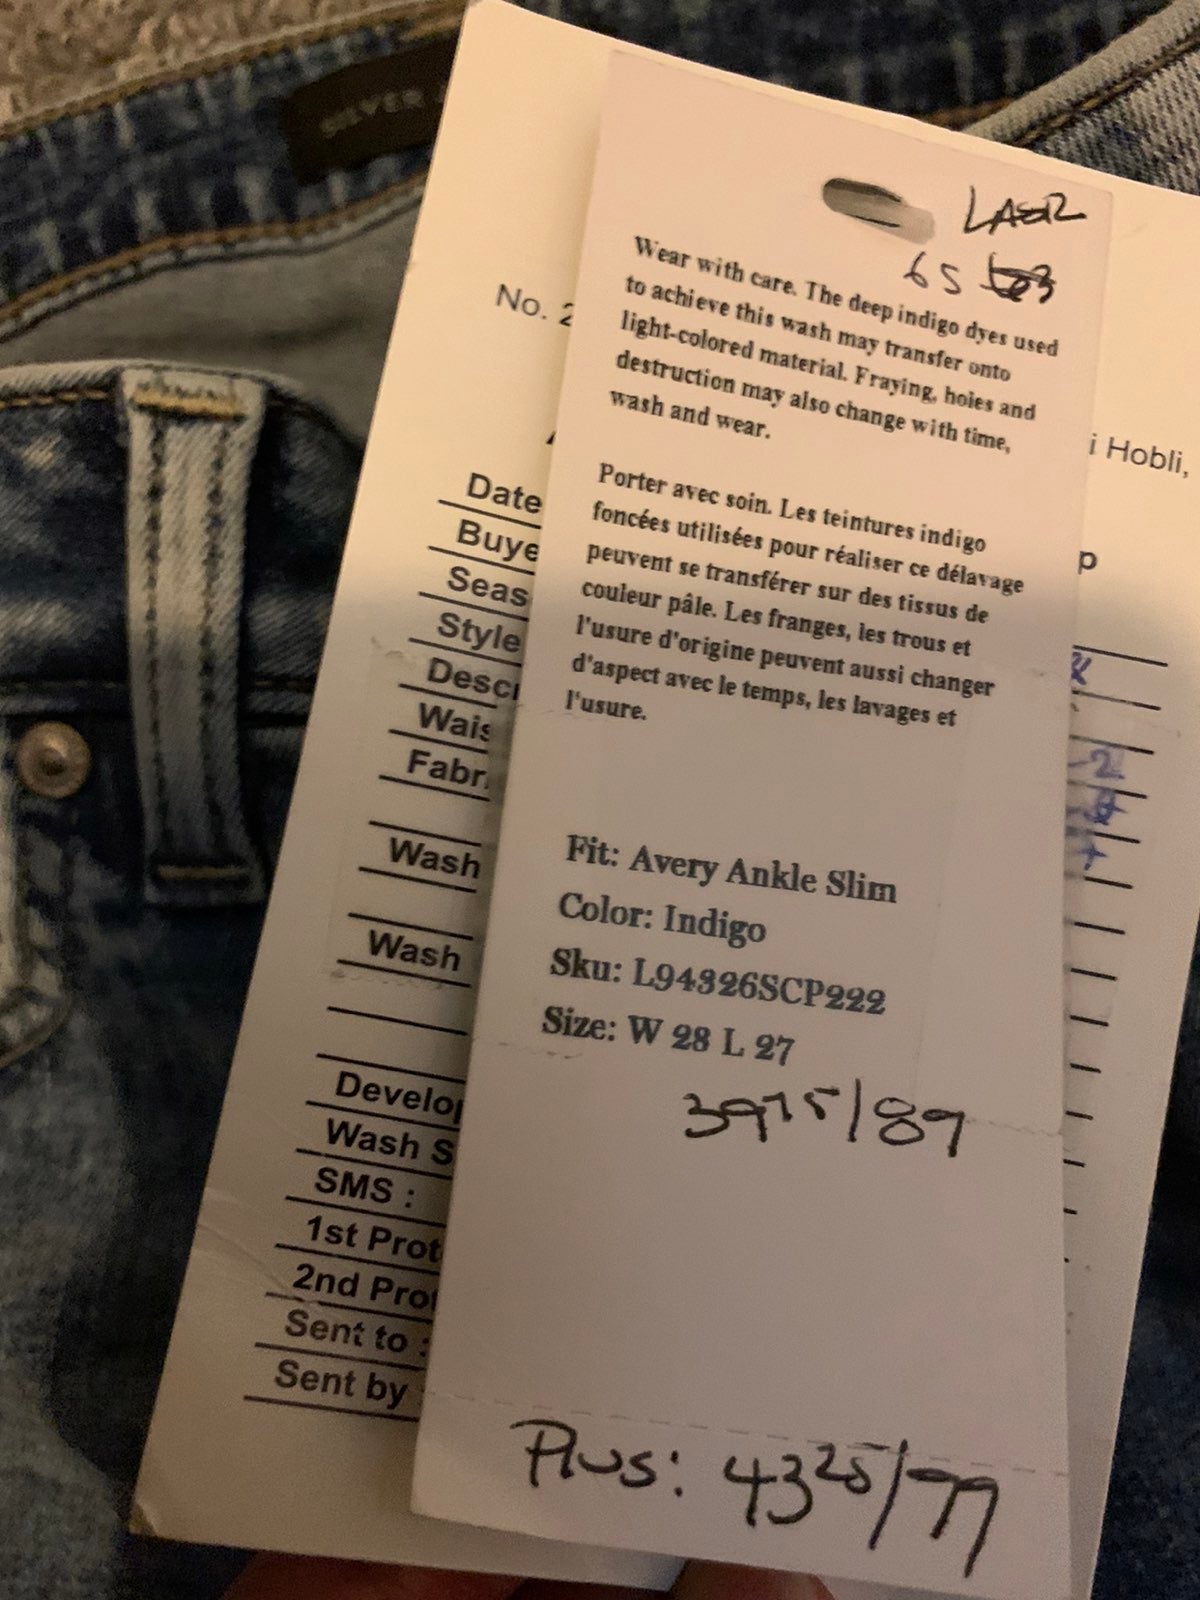 SILVER
LASR
65
Wear with care. The deep indigo dyes used
to achieve this wash may transfer onto
light-colored material. Fraying, holes and
destruction may also change with time,
wash and wear.
Porter avec soin. Les teintures indigo
foncées utilisées pour réaliser ce délavage
peuvent se transférer sur des tissus de
couleur pâle. Les franges, les trous et
l'usure d'origine peuvent aussi changer
d'aspect avec le temps, les lavages et
l'usure.
Fit: Avery Ankle Slim
Color: Indigo
Sku: L94326SCP222
Size: W 28 L 27
3975/89
Plus: 4325/99
No. 2
i Hobli,
p
Date
Buye
Seas
Style
Descr
Wais
Fabri
Wash
Wash
Develop
Wash S
SMS :
1st Prot
2nd Pro
Sent to :
Sent by